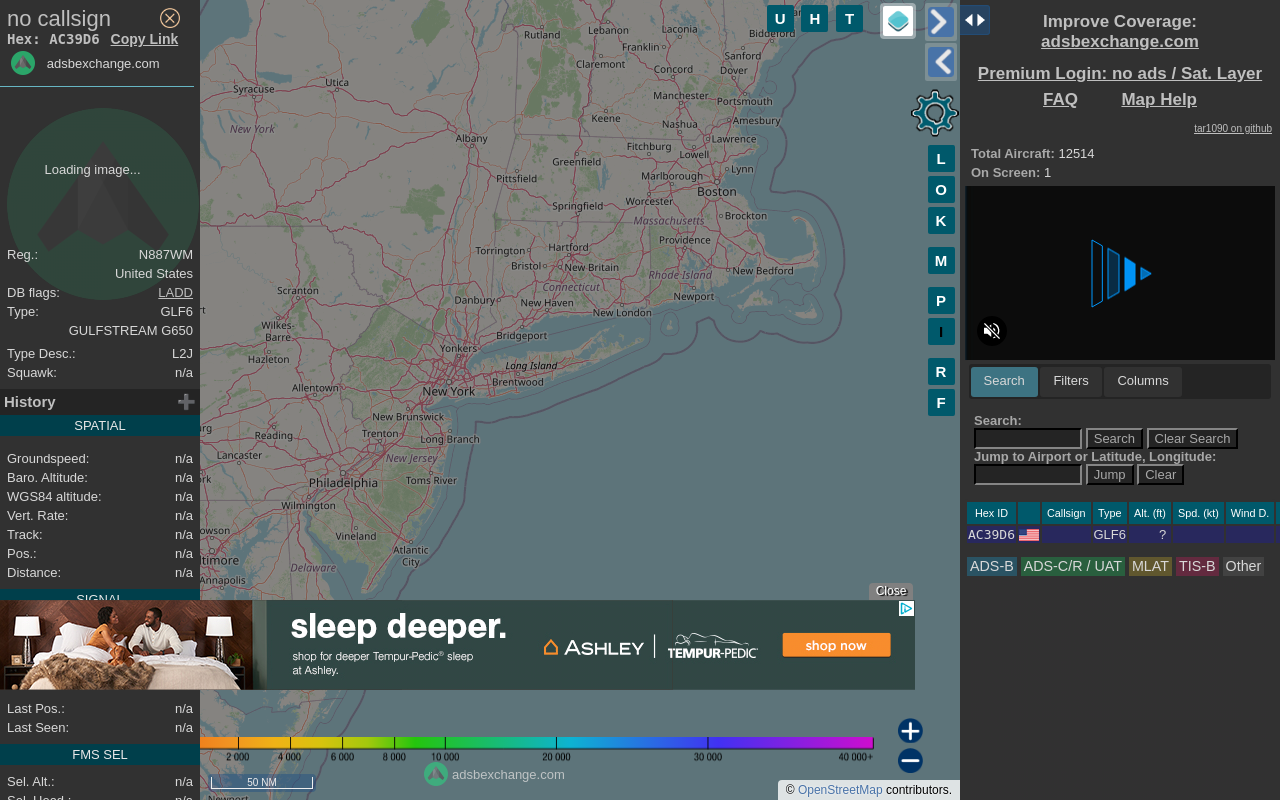 no callsign
Hex: AC39D6 Copy Link
adsbexchange.com
Loading image...
Reg.: N887WM
United States
DB flags: LADD
Type: GLF6
GULFSTREAM G650
Type Desc.: L2J
Squawk: n/a
History
SPATIAL
Groundspeed: n/a
Baro. Altitude: n/a
WGS84 altitude: n/a
Vert. Rate: n/a
Track: n/a
Pos.: n/a
Distance: n/a
Last Pos.: n/a
Last Seen: n/a
FMS SEL
Sel. Alt.: n/a
U H T
L
O
K
M
P
I
R
F
Rutland
Lebanon
Laconia
Biddeford
Franklin
Sanford
Claremont
Concord
Dover
Utica
Syracuse
Manchester
Portsmouth
Keene
Amesbury
New York
Nashua
Albany
Lawrence
Fitchburg
Lowell
Greenfield
Lynn
Pittsfield
Marlborough
Boston
Springfield
Worcester
Massachusetts
Brockton
Providence
Torrington
Hartford
Bristol
New Britain
Rhode Island
New Bedford
Connecticut
Scranton
Danbury
New Haven
Newport
New London
Wilkes-
Barre
Bridgeport
Yonkers
Hazleton
Long Island
Brentwood
Allentown
New York
New Brunswick
Reading
Trenton
Long Branch
Lancaster
New Jersey
Philadelphia
Toms River
Wilmington
Vineland
Atlantic
City
Annapolis
Delaware
Close
sleep deeper.
shop for deeper Tempur-Pedic® sleep
at Ashley.
ASHLEY
TEMPUR-PEDIC
shop now
2 000 4 000 6 000 8 000 10 000 20 000 30 000 40 000+
adsbexchange.com
50 NM
© OpenStreetMap contributors.
Improve Coverage:
adsbexchange.com
Premium Login: no ads / Sat. Layer
FAQ Map Help
tar1090 on github
Total Aircraft: 12514
On Screen: 1
Search Filters Columns
Search:
Search Clear Search
Jump to Airport or Latitude, Longitude:
Jump Clear
Hex ID Callsign Type Alt. (ft) Spd. (kt) Wind D.
AC39D6 GLF6 ?
ADS-B ADS-C/R / UAT MLAT TIS-B Other